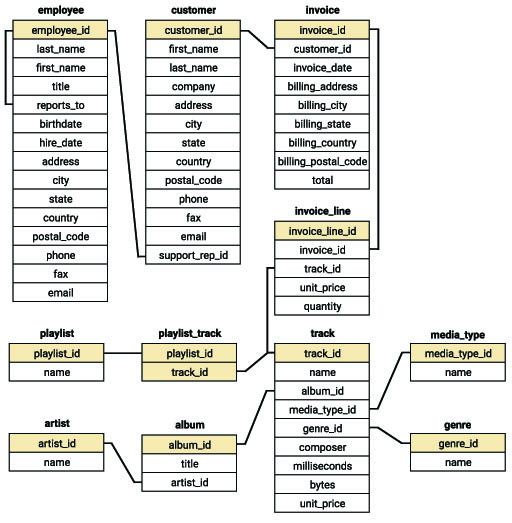 employee
employee_id
last_name
first_name
title
reports_to
birthdate
hire_date
address
city
state
country
postal_code
phone
fax
email
customer
customer_id
first_name
last_name
company
address
city
state
country
postal_code
phone
fax
email
support_rep_id
invoice
invoice_id
customer_id
invoice_date
billing_address
billing_city
billing_state
billing_country
billing_postal_code
total
invoice_line
invoice_line_id
invoice_id
track_id
unit_price
quantity
playlist
playlist_id
name
playlist_track
playlist_id
track_id
track
track_id
name
album_id
media_type_id
genre_id
composer
milliseconds
bytes
unit_price
media_type
media_type_id
name
artist
artist_id
name
album
album_id
title
artist_id
genre
genre_id
name